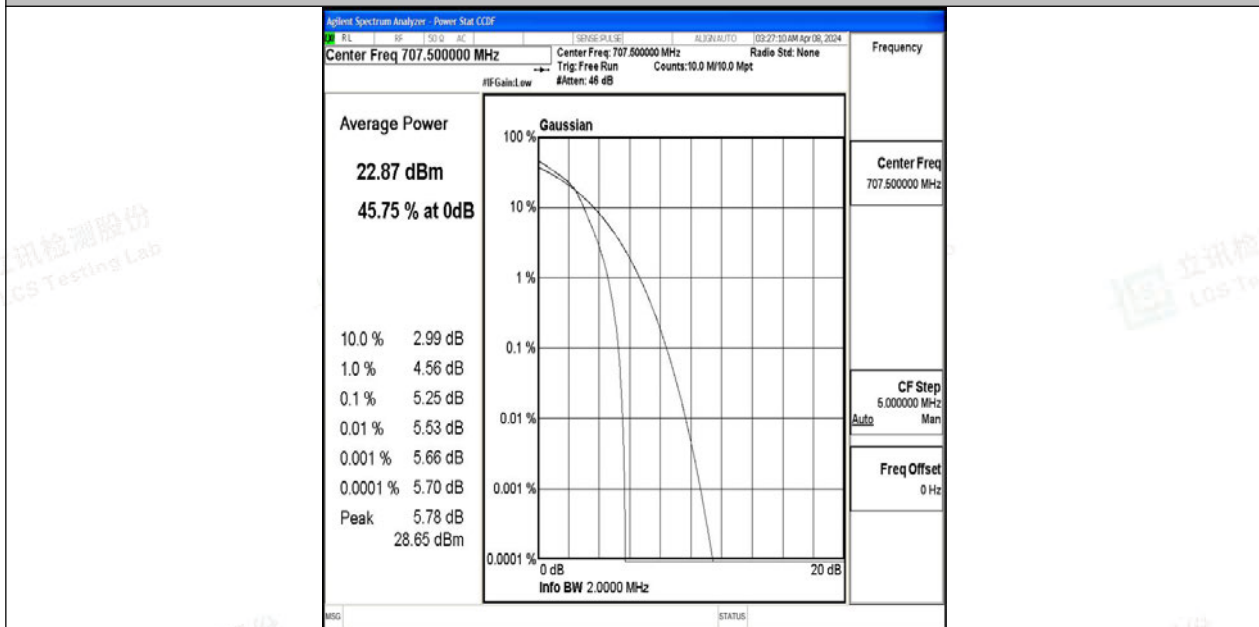 Agilent Spectrum Analyzer - Power Stat CCDF
RL RF 50 Ω AC SENSE:PULSE ALIGN AUTO 03:27:10 AM Apr 08, 2024
Center Freq 707.500000 MHz
Center Freq: 707.500000 MHz Radio Std: None
Trig: Free Run Counts:10.0 M/10.0 Mpt
#IFGain:Low #Atten: 46 dB
Frequency
Average Power
22.87 dBm
45.75 % at 0dB
10.0 % 2.99 dB
1.0 % 4.56 dB
0.1 % 5.25 dB
0.01 % 5.53 dB
0.001 % 5.66 dB
0.0001 % 5.70 dB
Peak 5.78 dB
28.65 dBm
Gaussian
100 %
10 %
1 %
0.1 %
0.01 %
0.001 %
0.0001 %
0 dB 20 dB
Info BW 2.0000 MHz
Center Freq
707.500000 MHz
CF Step
5.000000 MHz
Auto Man
Freq Offset
0 Hz
MSG STATUS
立讯检测股份
LCS Testing Lab